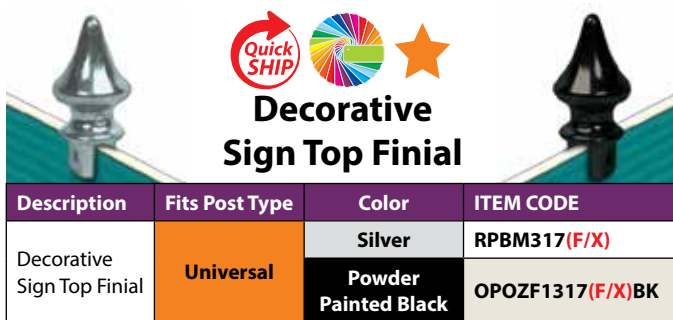 Quick
SHIP
Decorative
Sign Top Finial
Description Fits Post Type Color ITEM CODE
Decorative
Sign Top Finial
Universal
Silver
RPBM317(F/X)
Powder
Painted Black
OPOZF1317(F/X)BK